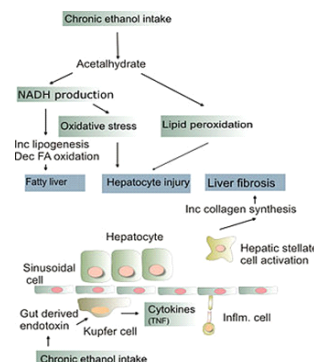 Chronic ethanol intake
Acetalhydrate
NADH production
Oxidative stress
Lipid peroxidation
Inc lipogenesis
Dec FA oxidation
Fatty liver
Hepatocyte injury
Liver fibrosis
Inc collagen synthesis
Hepatocyte
Hepatic stellate
cell activation
Sinusoidal
cell
Gut derived
endotoxin
Kupfer cell
Cytokines
(TNF)
Inflm. cell
Chronic ethanol intake